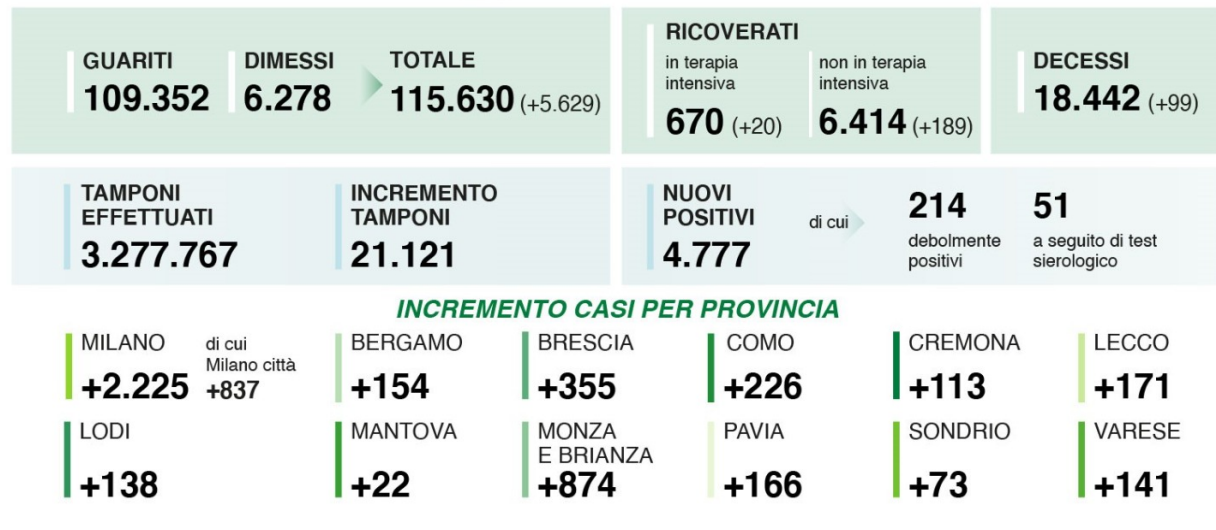 GUARITI
109.352
DIMESSI
6.278
TOTALE
115.630 (+5.629)
RICOVERATI
in terapia
intensiva
670 (+20)
non in terapia
intensiva
6.414 (+189)
DECESSI
18.442 (+99)
TAMPONI
EFFETTUATI
3.277.767
INCREMENTO
TAMPONI
21.121
NUOVI
POSITIVI
4.777
di cui
214
debolmente
positivi
51
a seguito di test
sierologico
INCREMENTO CASI PER PROVINCIA
MILANO
+2.225
di cui
Milano città
+837
BERGAMO
+154
BRESCIA
+355
COMO
+226
CREMONA
+113
LECCO
+171
LODI
+138
MANTOVA
+22
MONZA
E BRIANZA
+874
PAVIA
+166
SONDRIO
+73
VARESE
+141